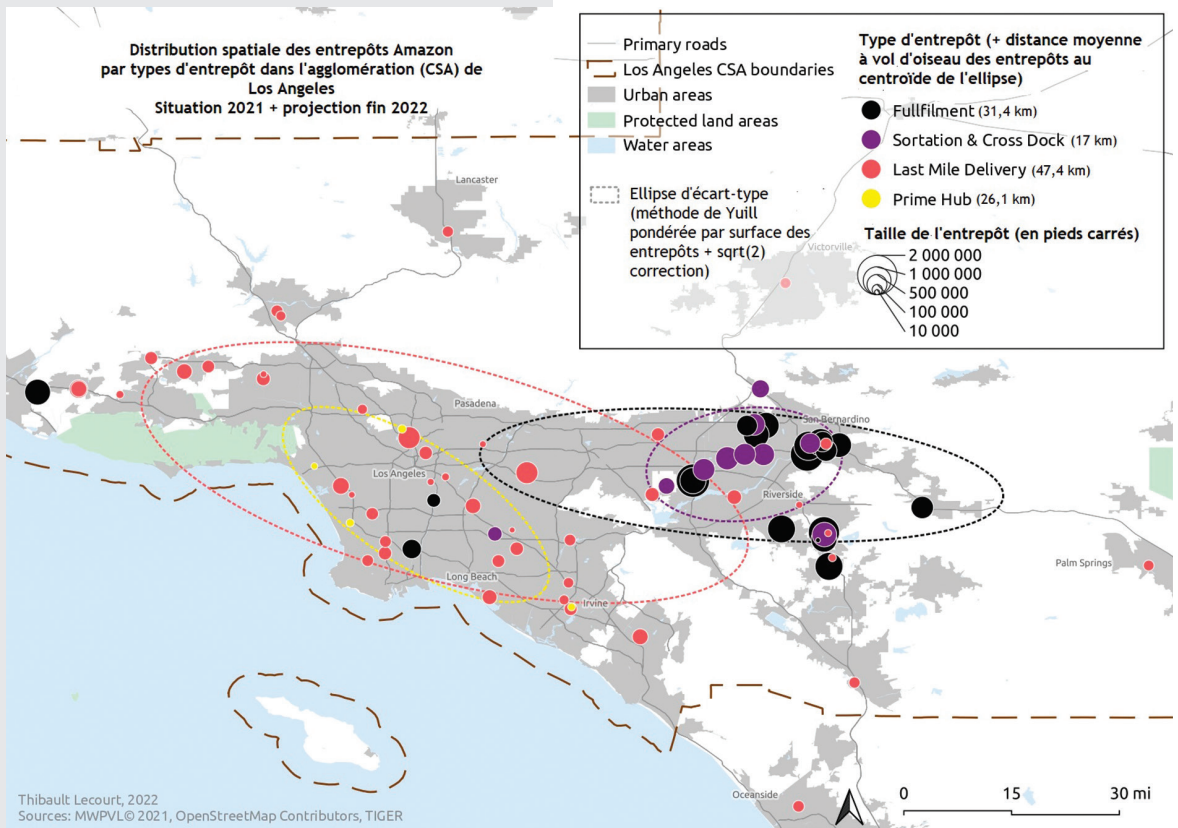 Distribution spatiale des entrepôts Amazon
par types d'entrepôt dans l'agglomération (CSA) de
Los Angeles
Situation 2021 + projection fin 2022
Primary roads
Los Angeles CSA boundaries
Urban areas
Protected land areas
Water areas
Ellipse d'écart-type
(méthode de Yuill
pondérée par surface des
entrepôts + sqrt(2)
correction)
Type d'entrepôt (+ distance moyenne
à vol d'oiseau des entrepôts au
centroïde de l'ellipse)
Fullfilment (31,4 km)
Sortation & Cross Dock (17 km)
Last Mile Delivery (47,4 km)
Prime Hub (26,1 km)
Taille de l'entrepôt (en pieds carrés)
2 000 000
1 000 000
500 000
100 000
10 000
Victorville
Lancaster
Pasadena
San Bernardino
Los Angeles
Riverside
Long Beach
Irvine
Palm Springs
Oceanside
0 15 30 mi
Thibault Lecourt, 2022
Sources: MWPVL© 2021, OpenStreetMap Contributors, TIGER